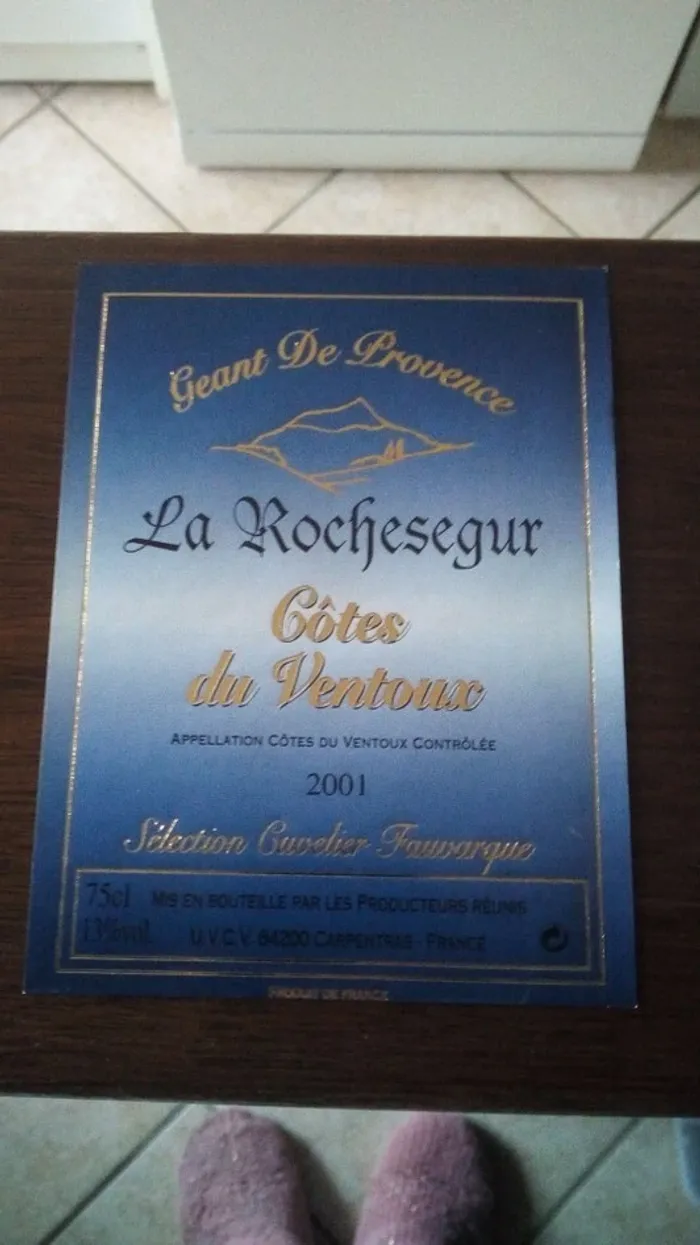 Geant De Provence
La Rochesegur
Côtes
du Ventoux
APPELLATION CÔTES DU VENTOUX CONTRÔLÉE
2001
Sélection Cuvelier Fauvarque
75cl MIS EN BOUTEILLE PAR LES PRODUCTEURS RÉUNIS
13%vol. U.V.C.V. 84200 CARPENTRAS - FRANCE
PRODUIT DE FRANCE